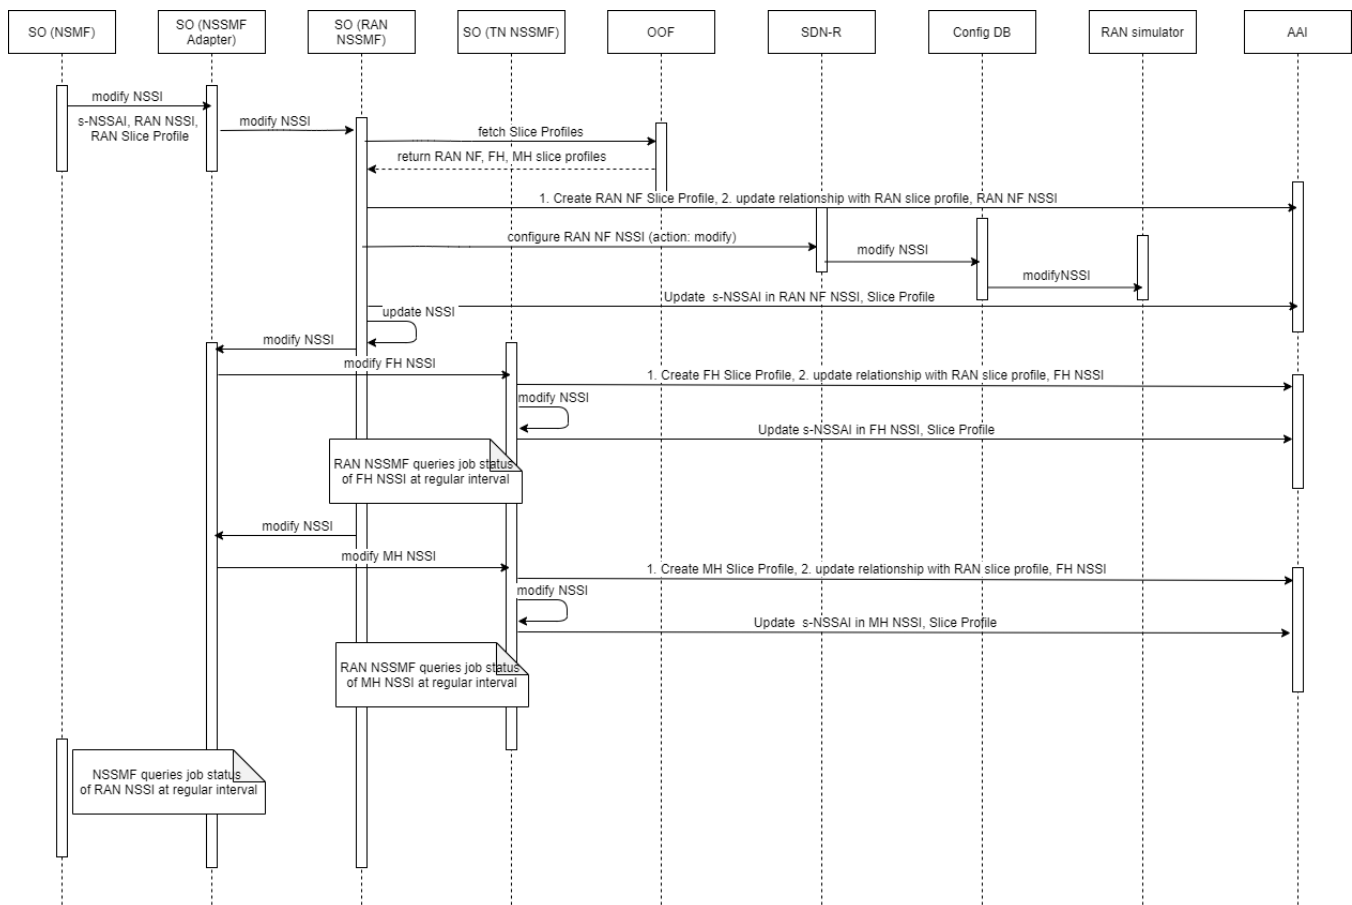 SO (NSMF)
SO (NSSMF
Adapter)
SO (RAN
NSSMF)
SO (TN NSSMF)
OOF
SDN-R
Config DB
RAN simulator
AAI
modify NSSI
s-NSSAI, RAN NSSI,
RAN Slice Profile
modify NSSI
fetch Slice Profiles
return RAN NF, FH, MH slice profiles
1. Create RAN NF Slice Profile, 2. update relationship with RAN slice profile, RAN NF NSSI
configure RAN NF NSSI (action: modify)
modify NSSI
modifyNSSI
Update s-NSSAI in RAN NF NSSI, Slice Profile
update NSSI
modify NSSI
modify FH NSSI
1. Create FH Slice Profile, 2. update relationship with RAN slice profile, FH NSSI
modify NSSI
Update s-NSSAI in FH NSSI, Slice Profile
RAN NSSMF queries job status
of FH NSSI at regular interval
modify NSSI
modify MH NSSI
1. Create MH Slice Profile, 2. update relationship with RAN slice profile, FH NSSI
modify NSSI
Update s-NSSAI in MH NSSI, Slice Profile
RAN NSSMF queries job status
of MH NSSI at regular interval
NSSMF queries job status
of RAN NSSI at regular interval